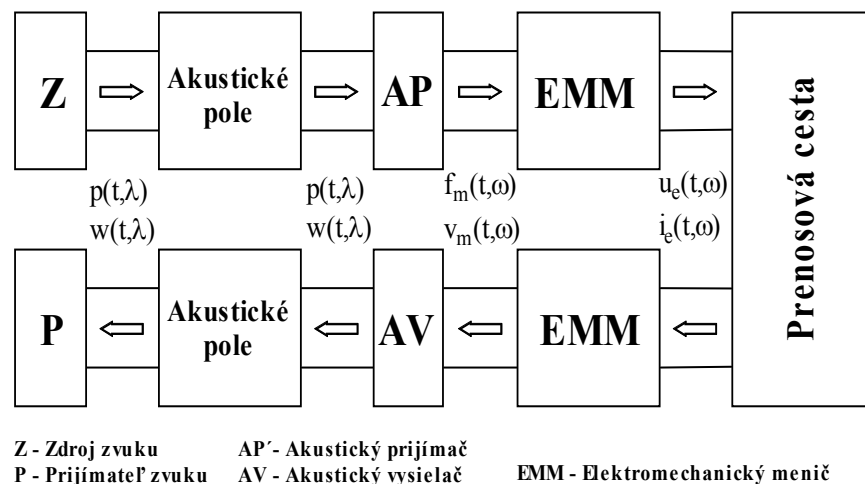 Z
Akustické
pole
AP
EMM
Prenosová cesta
p(t,λ)
w(t,λ)
p(t,λ)
w(t,λ)
fₘ(t,ω)
vₘ(t,ω)
uₑ(t,ω)
iₑ(t,ω)
P
Akustické
pole
AV
EMM
Z - Zdroj zvuku
AP´- Akustický prijímač
P - Prijímateľ zvuku
AV - Akustický vysielač
EMM - Elektromechanický menič